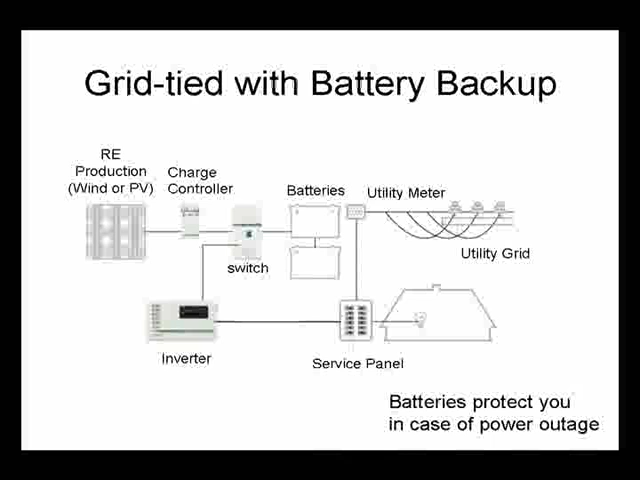 Grid-tied with Battery Backup
RE
Production
(Wind or PV)
Charge
Controller
Batteries
Utility Meter
Utility Grid
switch
Inverter
Service Panel
Batteries protect you
in case of power outage